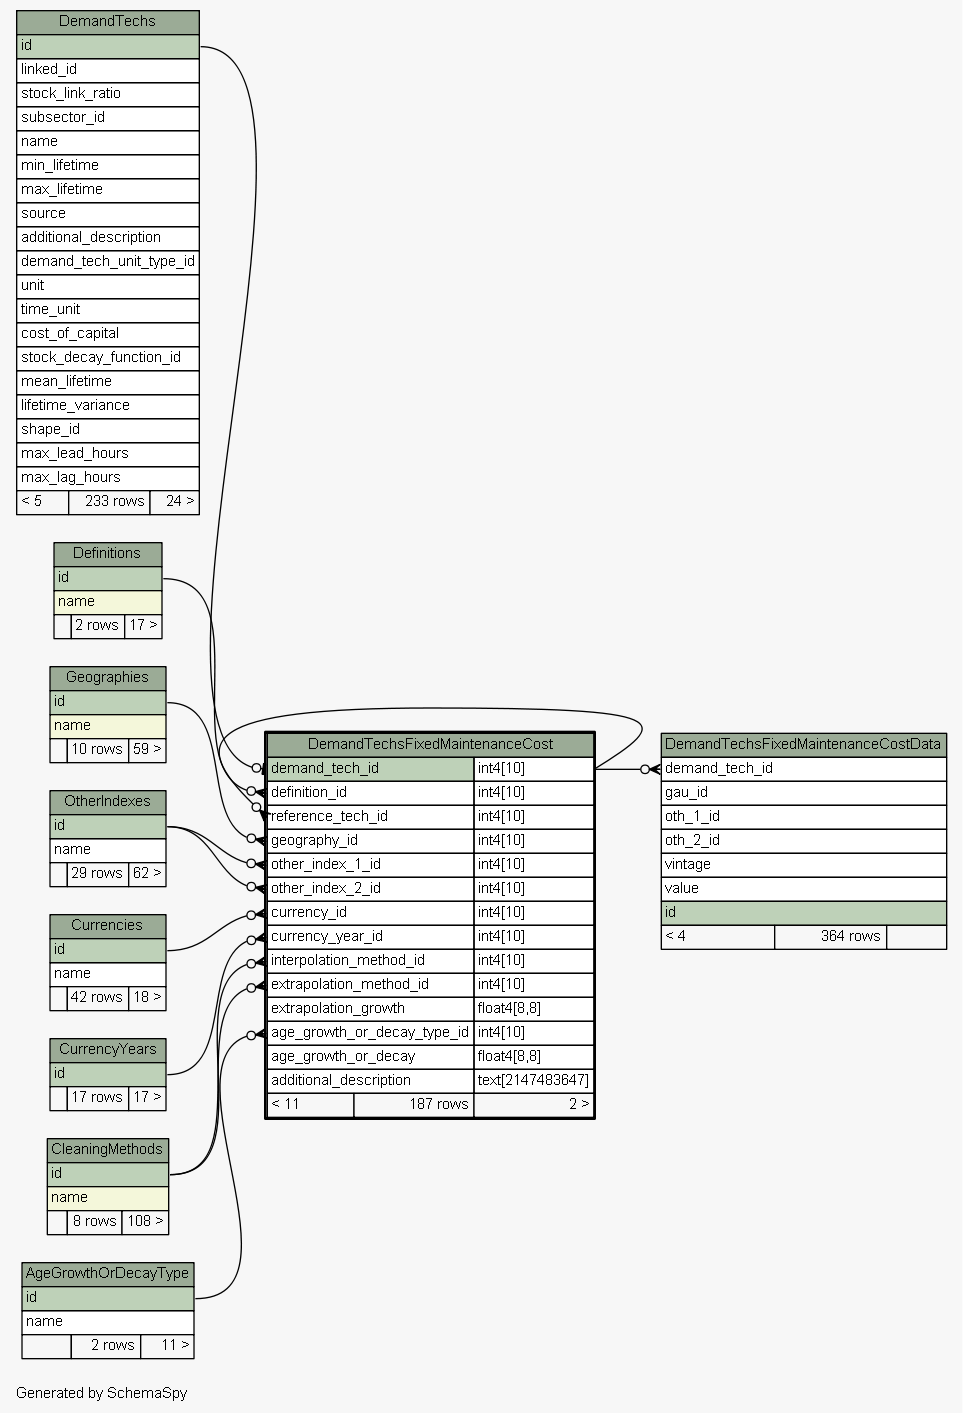 DemandTechs
id
linked_id
stock_link_ratio
subsector_id
name
min_lifetime
max_lifetime
source
additional_description
demand_tech_unit_type_id
unit
time_unit
cost_of_capital
stock_decay_function_id
mean_lifetime
lifetime_variance
shape_id
max_lead_hours
max_lag_hours
< 5 233 rows 24 >
Definitions
id
name
2 rows 17 >
Geographies
id
name
10 rows 59 >
OtherIndexes
id
name
29 rows 62 >
Currencies
id
name
42 rows 18 >
CurrencyYears
id
17 rows 17 >
CleaningMethods
id
name
8 rows 108 >
AgeGrowthOrDecayType
id
name
2 rows 11 >
DemandTechsFixedMaintenanceCost
demand_tech_id int4[10]
definition_id int4[10]
reference_tech_id int4[10]
geography_id int4[10]
other_index_1_id int4[10]
other_index_2_id int4[10]
currency_id int4[10]
currency_year_id int4[10]
interpolation_method_id int4[10]
extrapolation_method_id int4[10]
extrapolation_growth float4[8,8]
age_growth_or_decay_type_id int4[10]
age_growth_or_decay float4[8,8]
additional_description text[2147483647]
< 11 187 rows 2 >
DemandTechsFixedMaintenanceCostData
demand_tech_id
gau_id
oth_1_id
oth_2_id
vintage
value
id
< 4 364 rows
Generated by SchemaSpy